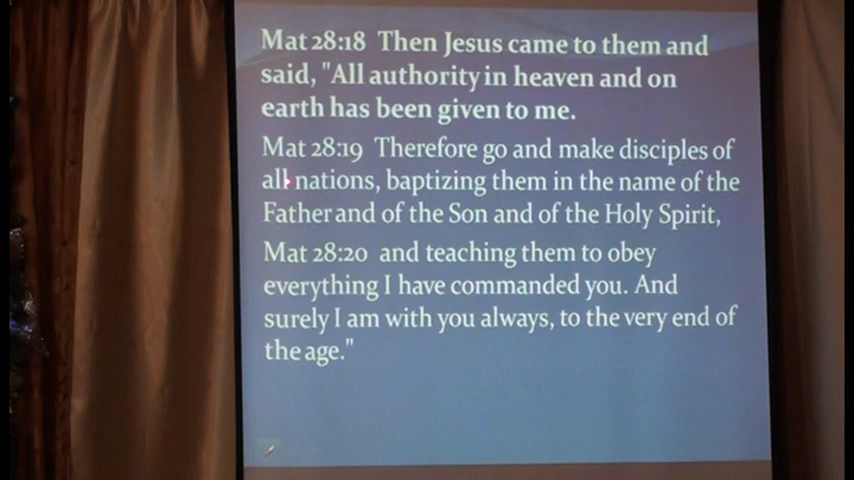 Mat 28:18 Then Jesus came to them and
said, "All authority in heaven and on
earth has been given to me.
Mat 28:19 Therefore go and make disciples of
all nations, baptizing them in the name of the
Father and of the Son and of the Holy Spirit,
Mat 28:20 and teaching them to obey
everything I have commanded you. And
surely I am with you always, to the very end of
the age."